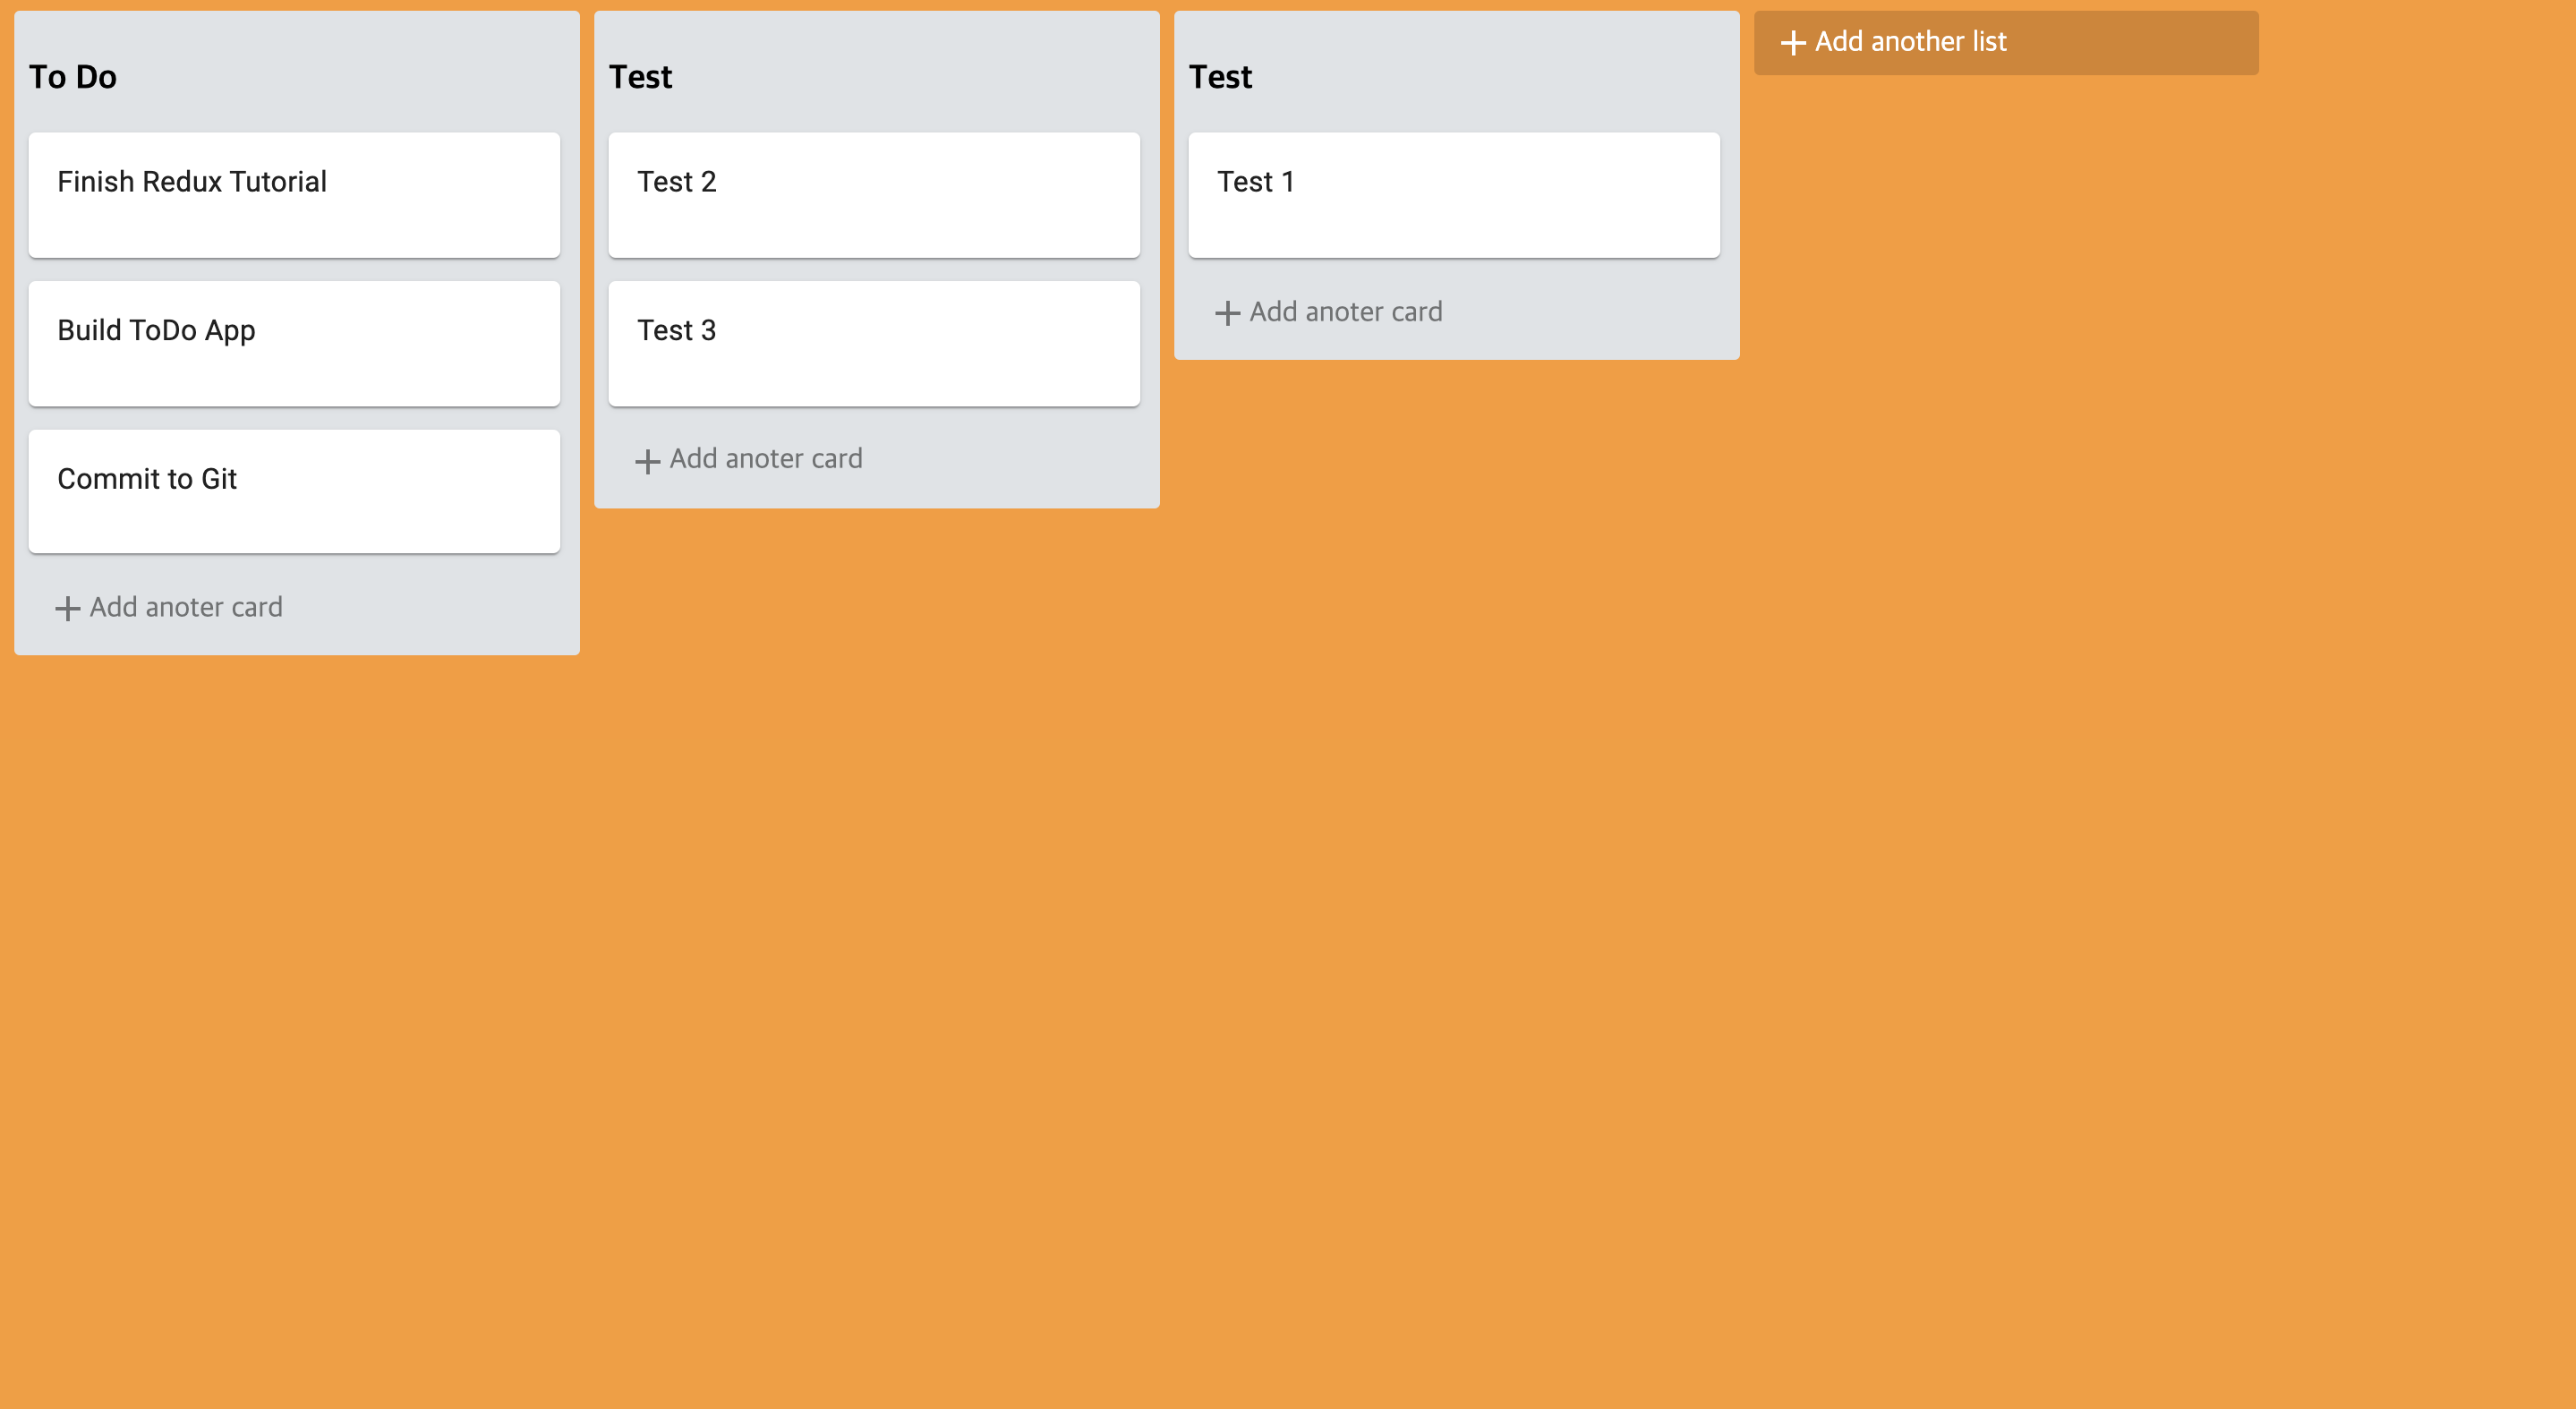 To Do
Finish Redux Tutorial
Build ToDo App
Commit to Git
+ Add anoter card
Test
Test 2
Test 3
+ Add anoter card
Test
Test 1
+ Add anoter card
+ Add another list